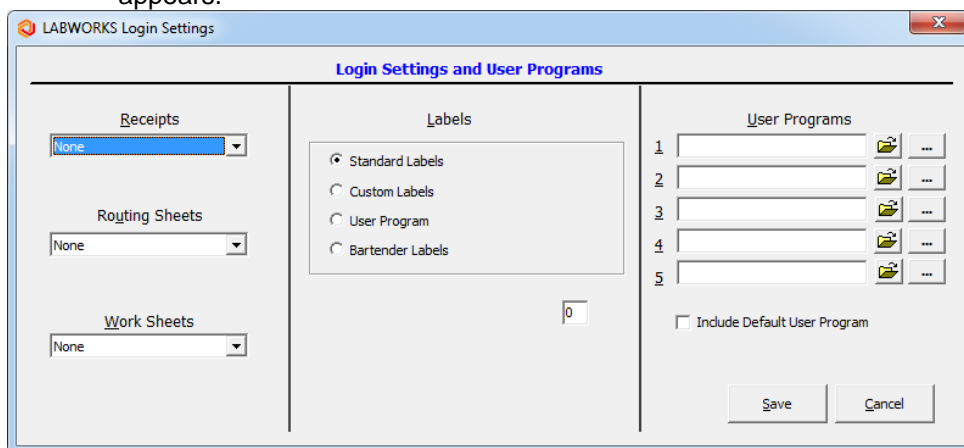 appears.
LABWORKS Login Settings
Login Settings and User Programs
Receipts
None
Routing Sheets
None
Work Sheets
None
Labels
Standard Labels
Custom Labels
User Program
Bartender Labels
0
User Programs
1 ...
2 ...
3 ...
4 ...
5 ...
Include Default User Program
Save Cancel